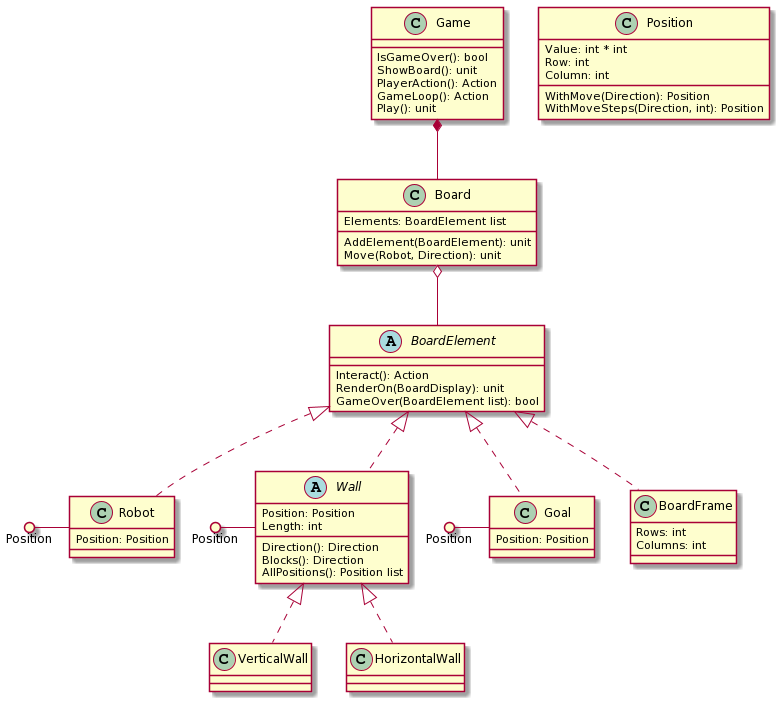 C Game
IsGameOver(): bool
ShowBoard(): unit
PlayerAction(): Action
GameLoop(): Action
Play(): unit
C Position
Value: int * int
Row: int
Column: int
WithMove(Direction): Position
WithMoveSteps(Direction, int): Position
C Board
Elements: BoardElement list
AddElement(BoardElement): unit
Move(Robot, Direction): unit
A BoardElement
Interact(): Action
RenderOn(BoardDisplay): unit
GameOver(BoardElement list): bool
Position
C Robot
Position: Position
Position
A Wall
Position: Position
Length: int
Direction(): Direction
Blocks(): Direction
AllPositions(): Position list
Position
C Goal
Position: Position
C BoardFrame
Rows: int
Columns: int
C VerticalWall
C HorizontalWall